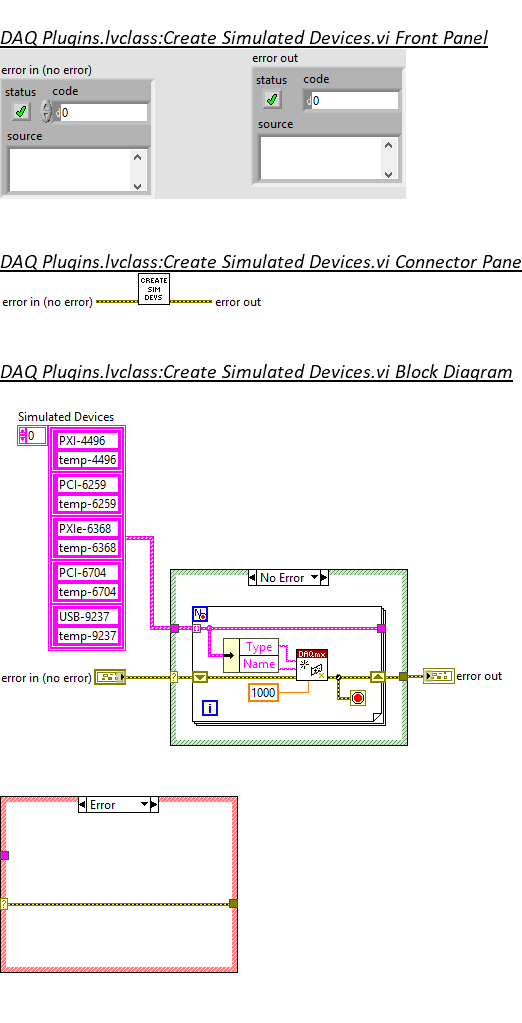 DAQ Plugins.lvclass:Create Simulated Devices.vi Front Panel
error in (no error)
status code
0
source
error out
status code
0
source
DAQ Plugins.lvclass:Create Simulated Devices.vi Connector Pane
error in (no error)
CREATE
SIM
DEVS
error out
DAQ Plugins.lvclass:Create Simulated Devices.vi Block Diagram
Simulated Devices
0
PXI-4496
temp-4496
PCI-6259
temp-6259
PXIe-6368
temp-6368
PCI-6704
temp-6704
USB-9237
temp-9237
No Error
N
Type
Name
DAQmx
error in (no error)
?
1000
i
error out
Error
?